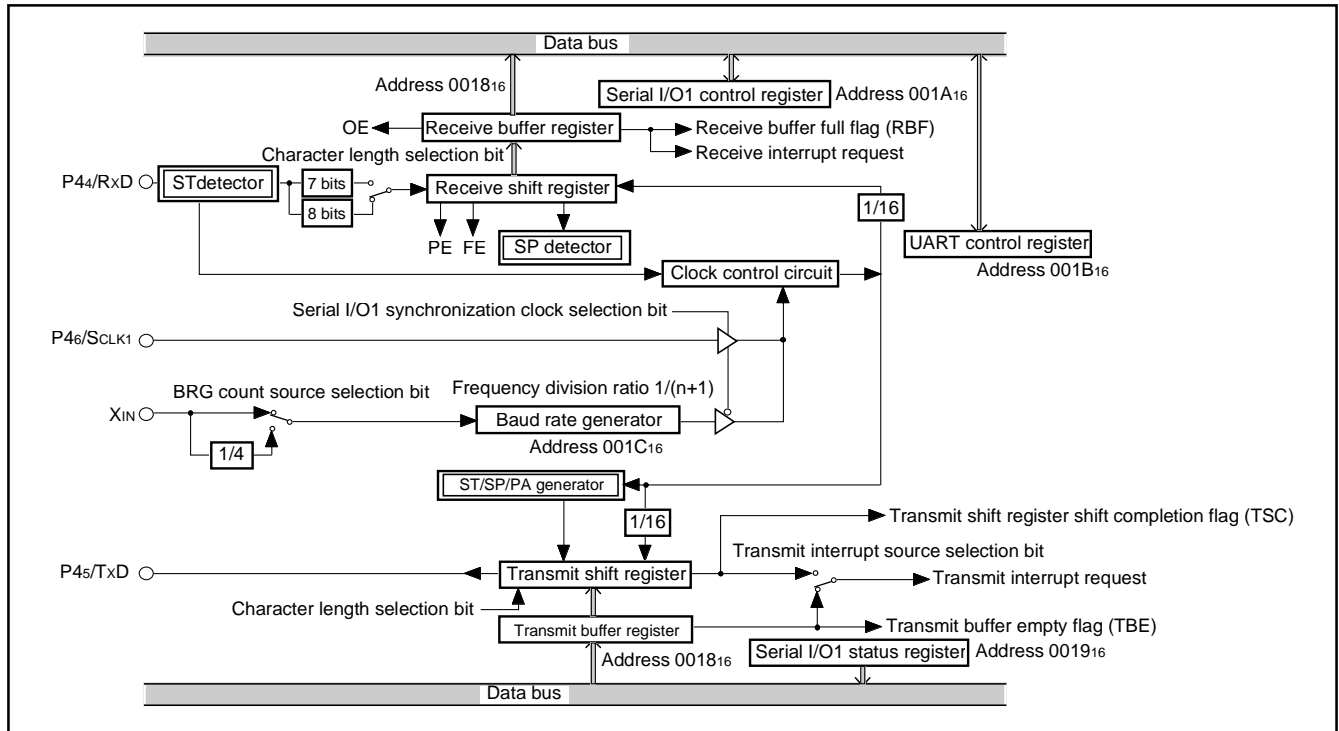 Data bus
Address 001816
Serial I/O1 control register
Address 001A16
OE
Receive buffer register
Receive buffer full flag (RBF)
Receive interrupt request
Character length selection bit
P44/RXD
STdetector
7 bits
8 bits
Receive shift register
1/16
PE
FE
SP detector
UART control register
Address 001B16
Clock control circuit
Serial I/O1 synchronization clock selection bit
P46/SCLK1
BRG count source selection bit
Frequency division ratio 1/(n+1)
XIN
Baud rate generator
1/4
Address 001C16
ST/SP/PA generator
1/16
Transmit shift register shift completion flag (TSC)
Transmit interrupt source selection bit
P45/TXD
Transmit shift register
Transmit interrupt request
Character length selection bit
Transmit buffer register
Transmit buffer empty flag (TBE)
Address 001816
Serial I/O1 status register
Address 001916
Data bus